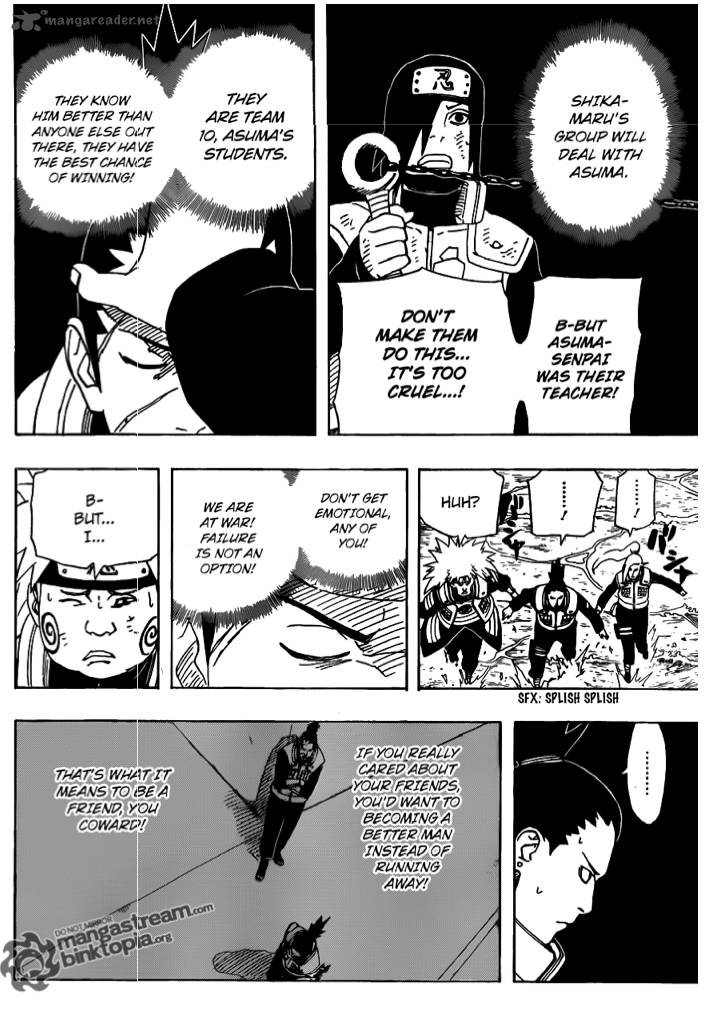 mangareader.net
SHIKA-
MARU'S
GROUP WILL
DEAL WITH
ASUMA.
B-BUT
ASUMA-
SENPAI
WAS THEIR
TEACHER!
DON'T
MAKE THEM
DO THIS...
IT'S TOO
CRUEL...!
忍
THEY
ARE TEAM
10, ASUMA'S
STUDENTS.
THEY KNOW
HIM BETTER THAN
ANYONE ELSE OUT
THERE, THEY HAVE
THE BEST CHANCE
OF WINNING!
........!
........!
HUH?
SFX: SPLISH SPLISH
DON'T GET
EMOTIONAL,
ANY OF
YOU!
WE ARE
AT WAR!
FAILURE
IS NOT AN
OPTION!
B-
BUT...
I...
........
IF YOU REALLY
CARED ABOUT
YOUR FRIENDS,
YOU'D WANT TO
BECOMING A
BETTER MAN
INSTEAD OF
RUNNING
AWAY!
THAT'S WHAT IT
MEANS TO BE A
FRIEND, YOU
COWARD!
DO NOT MIRROR
mangastream.com
binktopia.org